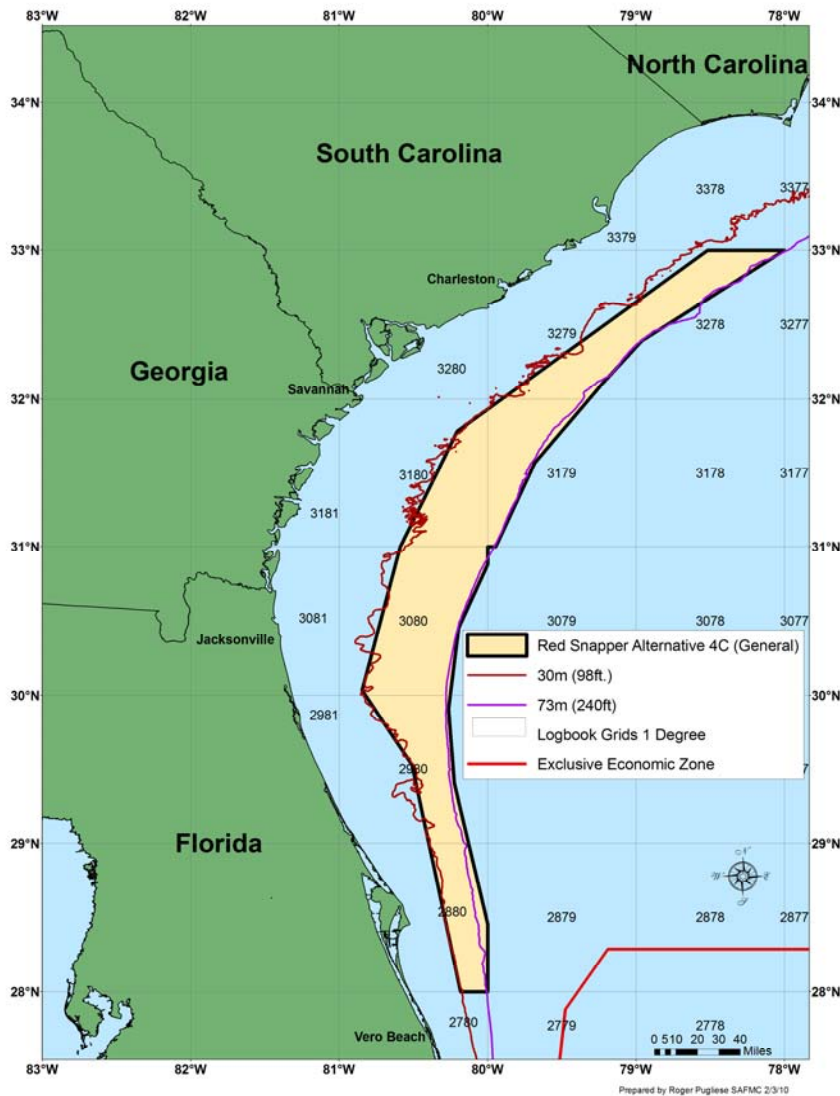 83°W 82°W 81°W 80°W 79°W 78°W
North Carolina
34°N 34°N
South Carolina
3378 3377
3379
33°N 33°N
Charleston
3279 3278 3277
Georgia
3280
Savannah
32°N 32°N
3180 3179 3178 3177
3181
31°N 31°N
3081 3080 3079 3078 3077
Jacksonville
Red Snapper Alternative 4C (General)
30m (98ft.)
73m (240ft)
Logbook Grids 1 Degree
Exclusive Economic Zone
30°N 30°N
2981
2980
29°N 29°N
Florida
2880 2879 2878 2877
28°N 28°N
Vero Beach
2780 2779 2778
0 5 10 20 30 40
Miles
83°W 82°W 81°W 80°W 79°W 78°W
Prepared by Roger Pugliese SAFMC 2/3/10